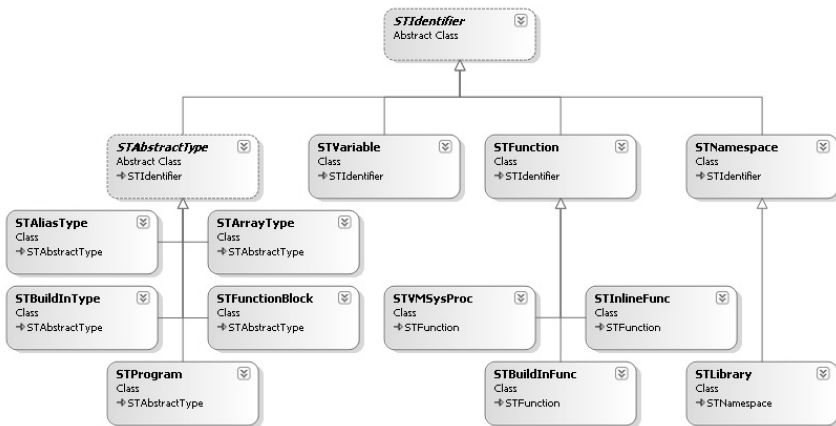 STIdentifier
Abstract Class
STAbstractType
Abstract Class
STIdentifier
STVariable
Class
STIdentifier
STFunction
Class
STIdentifier
STNamespace
Class
STIdentifier
STAliasType
Class
STAbstractType
STArrayType
Class
STAbstractType
STBuildInType
Class
STAbstractType
STFunctionBlock
Class
STAbstractType
STVMSysProc
Class
STFunction
STInlineFunc
Class
STFunction
STProgram
Class
STAbstractType
STBuildInFunc
Class
STFunction
STLibrary
Class
STNamespace